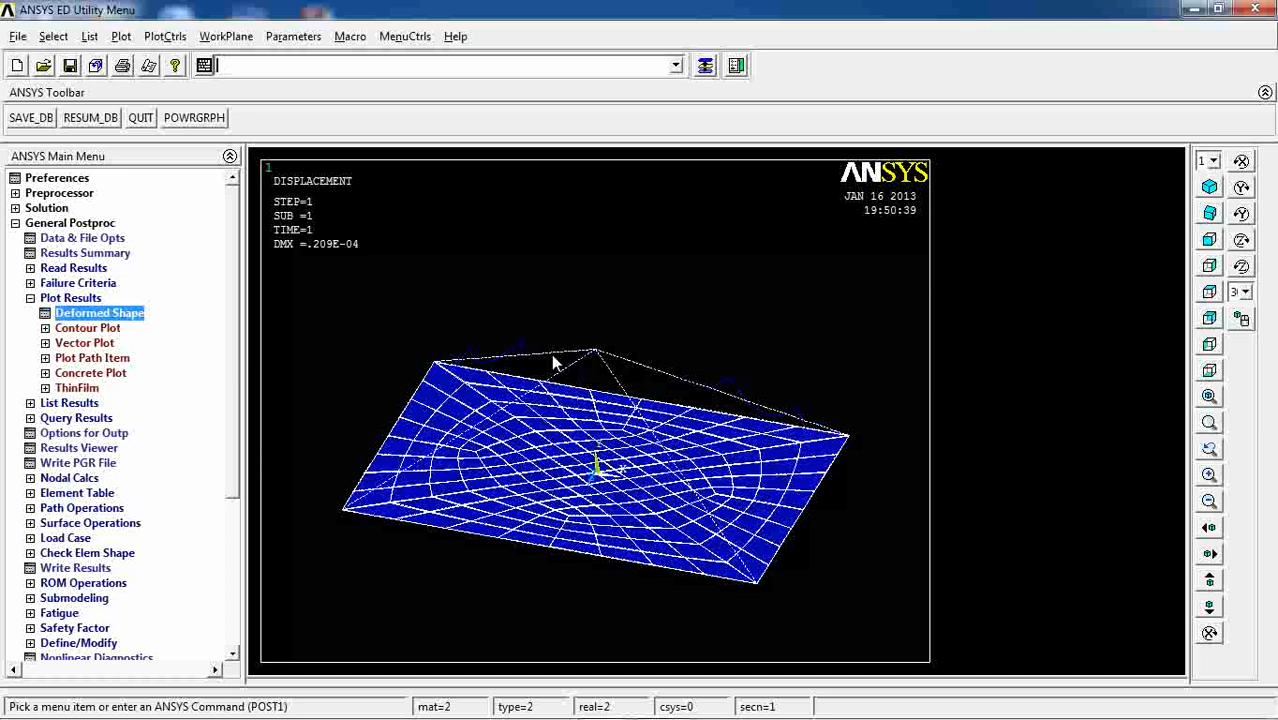 ANSYS ED Utility Menu
File Select List Plot PlotCtrls WorkPlane Parameters Macro MenuCtrls Help
ANSYS Toolbar
SAVE_DB RESUM_DB QUIT POWRGRPH
ANSYS Main Menu
Preferences
Preprocessor
Solution
General Postproc
Data & File Opts
Results Summary
Read Results
Failure Criteria
Plot Results
Deformed Shape
Contour Plot
Vector Plot
Plot Path Item
Concrete Plot
ThinFilm
List Results
Query Results
Options for Outp
Results Viewer
Write PGR File
Nodal Calcs
Element Table
Path Operations
Surface Operations
Load Case
Check Elem Shape
Write Results
ROM Operations
Submodeling
Fatigue
Safety Factor
Define/Modify
Nonlinear Diagnostics
1
DISPLACEMENT
STEP=1
SUB =1
TIME=1
DMX =.209E-04
ANSYS
JAN 16 2013
19:50:39
1
Pick a menu item or enter an ANSYS Command (POST1) mat=2 type=2 real=2 csys=0 secn=1